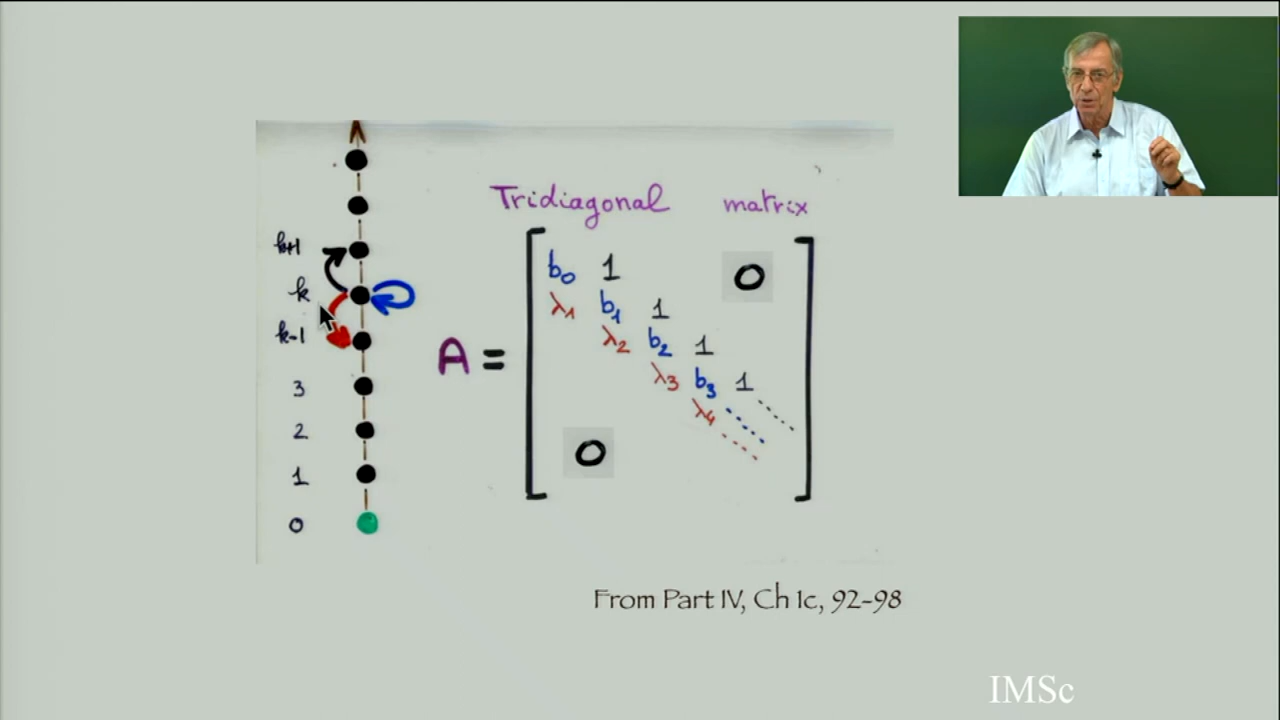 Tridiagonal matrix
k+1
k
k-1
3
2
1
0
A =
b₀ 1 0
λ₁ b₁ 1
λ₂ b₂ 1
λ₃ b₃ 1
λ₄
0
From Part IV, Ch 1c, 92-98
IMSc